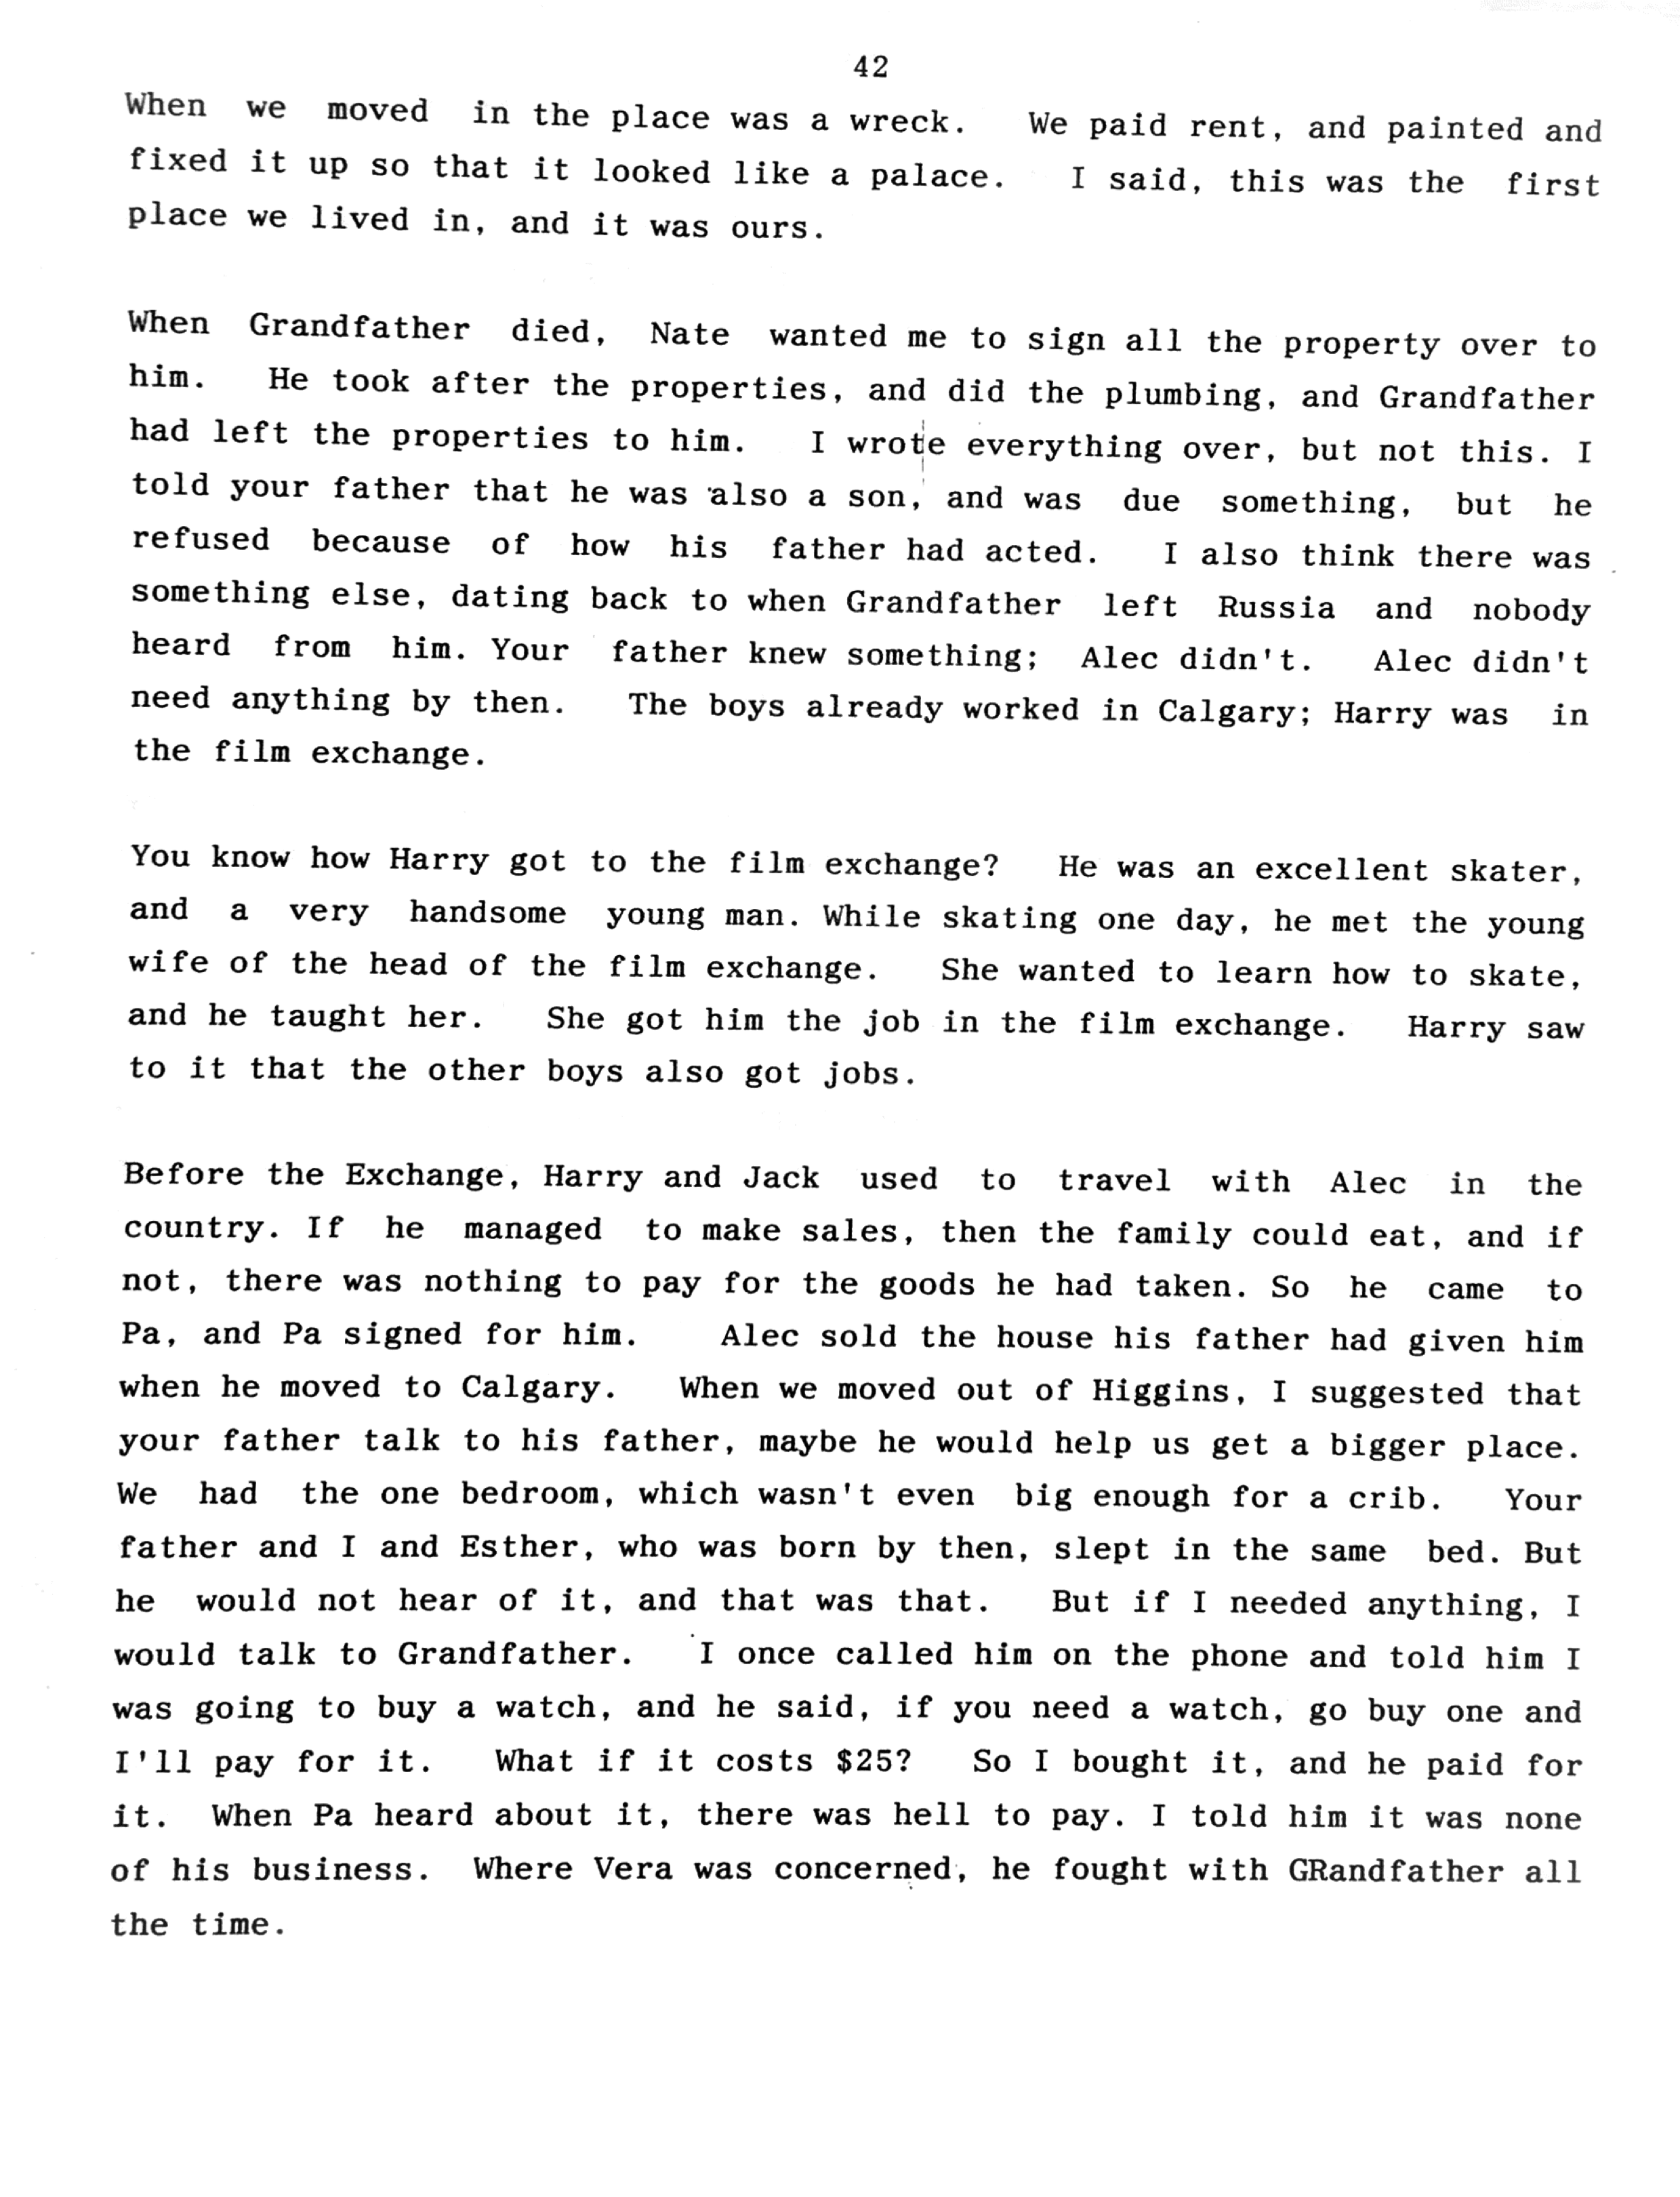 42
When we moved in the place was a wreck. We paid rent, and painted and
fixed it up so that it looked like a palace. I said, this was the first
place we lived in, and it was ours.
When Grandfather died, Nate wanted me to sign all the property over to
him. He took after the properties, and did the plumbing, and Grandfather
had left the properties to him. I wrote everything over, but not this. I
told your father that he was also a son, and was due something, but he
refused because of how his father had acted. I also think there was
something else, dating back to when Grandfather left Russia and nobody
heard from him. Your father knew something; Alec didn't. Alec didn't
need anything by then. The boys already worked in Calgary; Harry was in
the film exchange.
You know how Harry got to the film exchange? He was an excellent skater,
and a very handsome young man. While skating one day, he met the young
wife of the head of the film exchange. She wanted to learn how to skate,
and he taught her. She got him the job in the film exchange. Harry saw
to it that the other boys also got jobs.
Before the Exchange, Harry and Jack used to travel with Alec in the
country. If he managed to make sales, then the family could eat, and if
not, there was nothing to pay for the goods he had taken. So he came to
Pa, and Pa signed for him. Alec sold the house his father had given him
when he moved to Calgary. When we moved out of Higgins, I suggested that
your father talk to his father, maybe he would help us get a bigger place.
We had the one bedroom, which wasn't even big enough for a crib. Your
father and I and Esther, who was born by then, slept in the same bed. But
he would not hear of it, and that was that. But if I needed anything, I
would talk to Grandfather. I once called him on the phone and told him I
was going to buy a watch, and he said, if you need a watch, go buy one and
I'll pay for it. What if it costs $25? So I bought it, and he paid for
it. When Pa heard about it, there was hell to pay. I told him it was none
of his business. Where Vera was concerned, he fought with GRandfather all
the time.